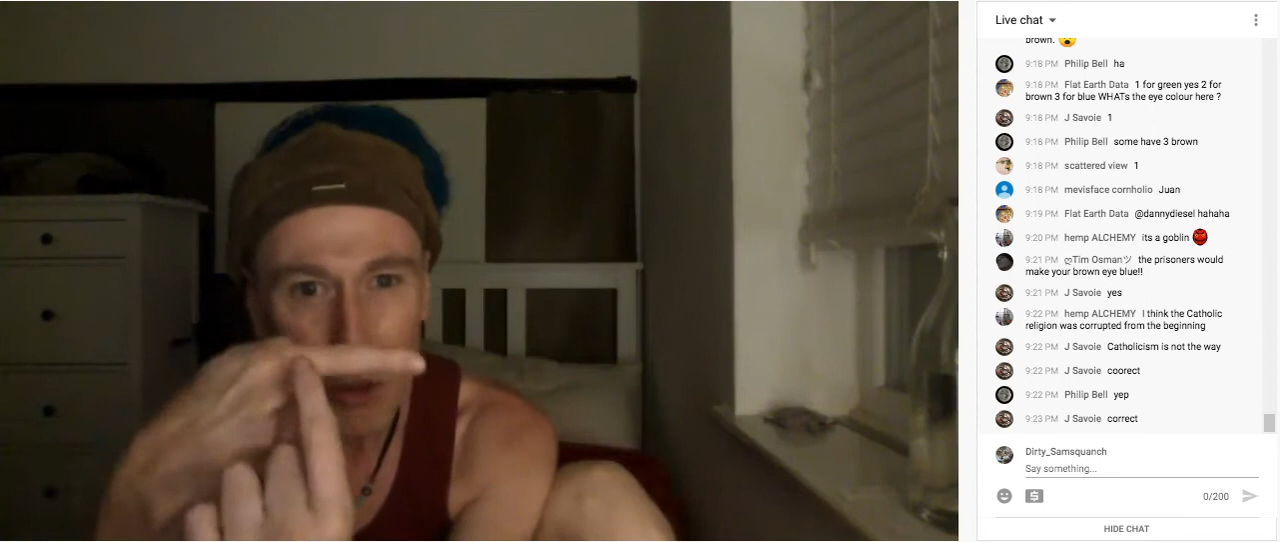 Live chat
brown.
9:18 PM Philip Bell ha
9:18 PM Flat Earth Data 1 for green yes 2 for
brown 3 for blue WHATs the eye colour here ?
9:18 PM J Savoie 1
9:18 PM Philip Bell some have 3 brown
9:18 PM scattered view 1
9:18 PM mevisface cornholio Juan
9:19 PM Flat Earth Data @dannydiesel hahaha
9:20 PM hemp ALCHEMY its a goblin
9:21 PM ღTim Osmanツ the prisoners would
make your brown eye blue!!
9:21 PM J Savoie yes
9:22 PM hemp ALCHEMY I think the Catholic
religion was corrupted from the beginning
9:22 PM J Savoie Catholicism is not the way
9:22 PM J Savoie coorect
9:22 PM Philip Bell yep
9:23 PM J Savoie correct
Dirty_Samsquanch
Say something...
0/200
HIDE CHAT